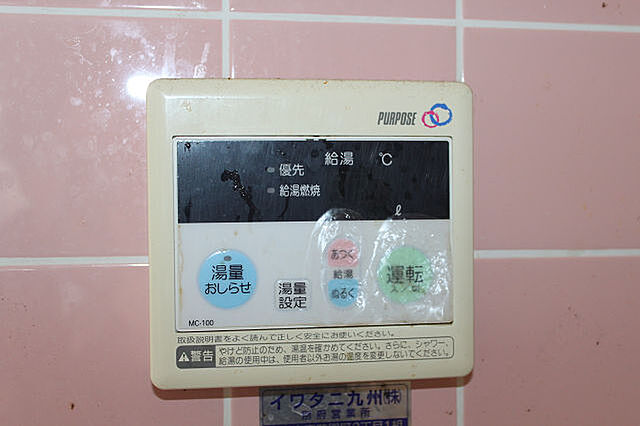 PURPOSE
給湯 ℃
優先
給湯燃焼
ℓ
湯量
おしらせ
湯量
設定
あつく
給湯
ぬるく
運転
MC-100
取扱説明書をよく読んで正しく安全にお使いください。
警告
やけど防止のため、湯温を確かめてください。さらに、シャワー、
給湯の使用中は、使用者以外お湯の温度を変更しないでください。
イワタニ九州(株)
営業所